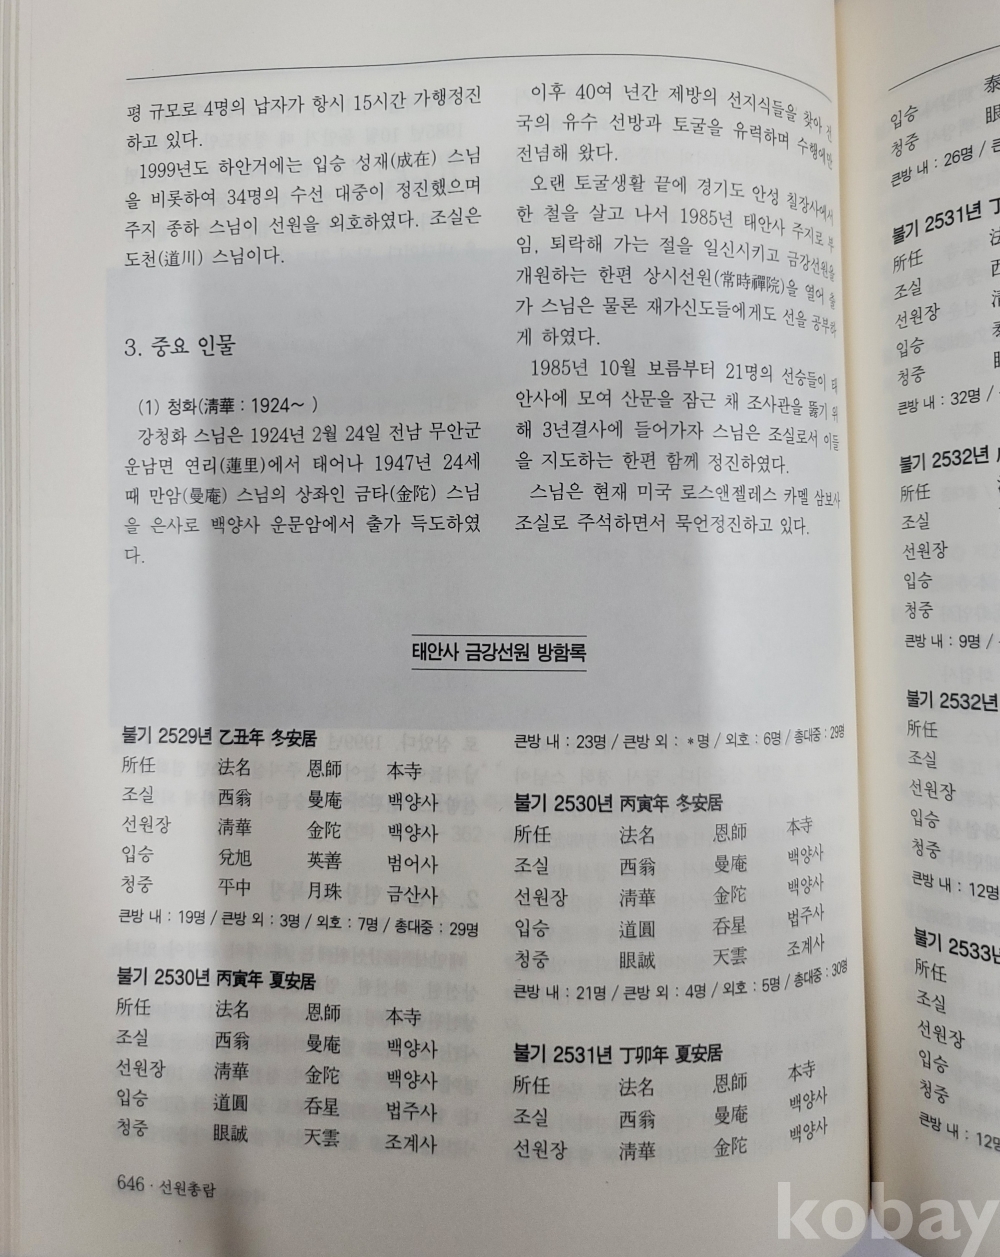 평 규모로 4명의 납자가 항시 15시간 가행정진
하고 있다.
1999년도 하안거에는 입승 성재(成在) 스님
을 비롯하여 34명의 수선 대중이 정진했으며
주지 종하 스님이 선원을 외호하였다. 조실은
도천(道川) 스님이다.
3. 중요 인물
(1) 청화(淸華 : 1924~ )
강청화 스님은 1924년 2월 24일 전남 무안군
운남면 연리(蓮里)에서 태어나 1947년 24세
때 만암(曼庵) 스님의 상좌인 금타(金陀) 스님
을 은사로 백양사 운문암에서 출가 득도하였
다.
이후 40여 년간 제방의 선지식들을 찾아 전
국의 유수 선방과 토굴을 유력하며 수행에만
전념해 왔다.
오랜 토굴생활 끝에 경기도 안성 칠장사에서
한 철을 살고 나서 1985년 태안사 주지로 부
임, 퇴락해 가는 절을 일신시키고 금강선원을
개원하는 한편 상시선원(常時禪院)을 열어 출
가 스님은 물론 재가신도들에게도 선을 공부하
게 하였다.
1985년 10월 보름부터 21명의 선승들이 태
안사에 모여 산문을 잠근 채 조사관을 뚫기 위
해 3년결사에 들어가자 스님은 조실로서 이들
을 지도하는 한편 함께 정진하였다.
스님은 현재 미국 로스앤젤레스 카멜 삼보사
조실로 주석하면서 묵언정진하고 있다.
태안사 금강선원 방함록
불기 2529년 乙丑年 冬安居
所任 法名 恩師 本寺
조실 西翁 曼庵 백양사
선원장 淸華 金陀 백양사
입승 兌旭 英善 범어사
청중 平中 月珠 금산사
큰방 내 : 19명 / 큰방 외 : 3명 / 외호 : 7명 / 총대중 : 29명
불기 2530년 丙寅年 夏安居
所任 法名 恩師 本寺
조실 西翁 曼庵 백양사
선원장 淸華 金陀 백양사
입승 道圓 呑星 법주사
청중 眼誠 天雲 조계사
큰방 내 : 23명 / 큰방 외 : *명 / 외호 : 6명 / 총대중 : 29명
불기 2530년 丙寅年 冬安居
所任 法名 恩師 本寺
조실 西翁 曼庵 백양사
선원장 淸華 金陀 백양사
입승 道圓 呑星 법주사
청중 眼誠 天雲 조계사
큰방 내 : 21명 / 큰방 외 : 4명 / 외호 : 5명 / 총대중 : 30명
불기 2531년 丁卯年 夏安居
所任 法名 恩師 本寺
조실 西翁 曼庵 백양사
선원장 淸華 金陀 백양사
646 · 선원총람
입승 泰
청중 眼
큰방 내 : 26명 / 큰
불기 2531년 丁
所任 法
조실 西
선원장 淸
입승 泰
청중 眼
큰방 내 : 32명 /
불기 2532년
所任
조실
선원장
입승
청중
큰방 내 : 9명 /
불기 2532년
所任
조실
선원장
입승
청중
큰방 내 : 12명
불기 2533년
所任
조실
선원장
입승
청중
큰방 내 : 12명
kobay